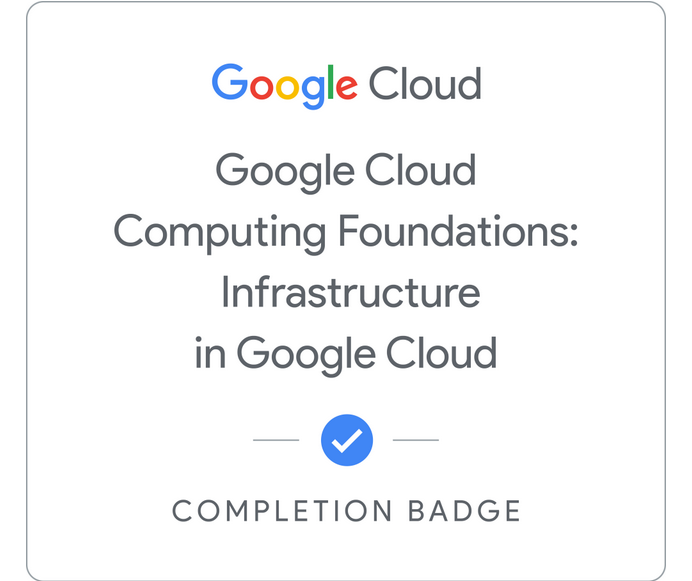 Google Cloud
Google Cloud
Computing Foundations:
Infrastructure
in Google Cloud
COMPLETION BADGE